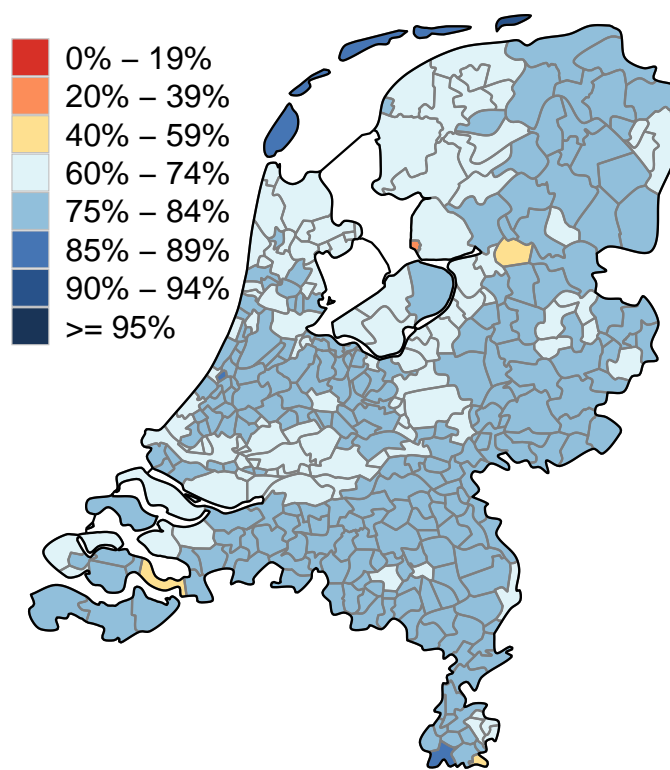 0% – 19%
20% – 39%
40% – 59%
60% – 74%
75% – 84%
85% – 89%
90% – 94%
>= 95%